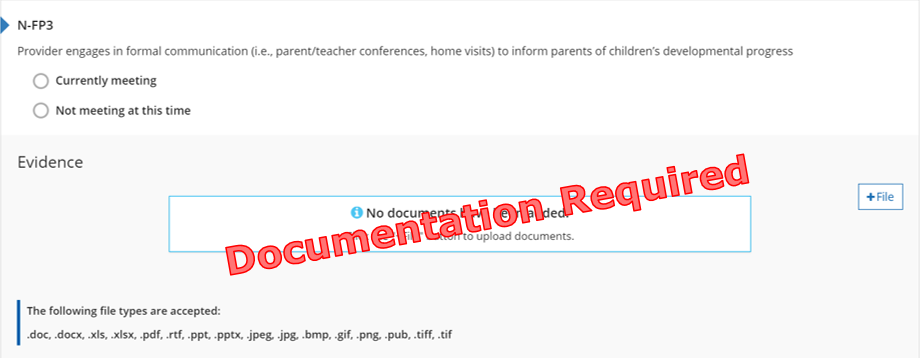 N-FP3
Provider engages in formal communication (i.e., parent/teacher conferences, home visits) to inform parents of children's developmental progress
Currently meeting
Not meeting at this time
Evidence
+File
No documents
to upload documents.
Documentation Required
The following file types are accepted:
.doc, .docx, .xls, .xlsx, .pdf, .rtf, .ppt, .pptx, .jpeg, .jpg, .bmp, .gif, .png, .pub, .tiff, .tif